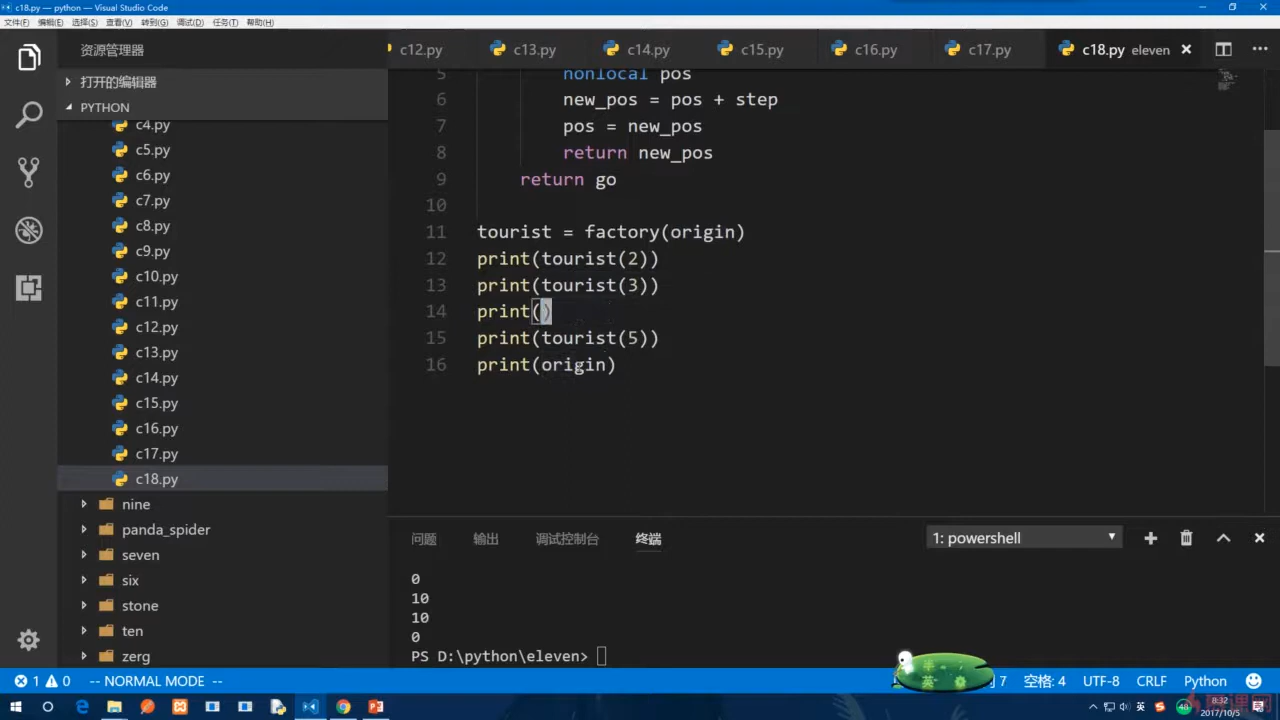 c18.py — python — Visual Studio Code
文件(F) 编辑(E) 选择(S) 查看(V) 转到(G) 调试(D) 任务(T) 帮助(H)
资源管理器
c12.py c13.py c14.py c15.py c16.py c17.py c18.py eleven
打开的编辑器
PYTHON
c4.py
c5.py
c6.py
c7.py
c8.py
c9.py
c10.py
c11.py
c12.py
c13.py
c14.py
c15.py
c16.py
c17.py
c18.py
nine
panda_spider
seven
six
stone
ten
zerg
5 nonlocal pos
6 new_pos = pos + step
7 pos = new_pos
8 return new_pos
9 return go
10
11 tourist = factory(origin)
12 print(tourist(2))
13 print(tourist(3))
14 print()
15 print(tourist(5))
16 print(origin)
问题 输出 调试控制台 终端 1: powershell
0
10
10
0
PS D:\python\eleven>
1 0 -- NORMAL MODE -- 7 空格: 4 UTF-8 CRLF Python
英 8:32
2017/10/5